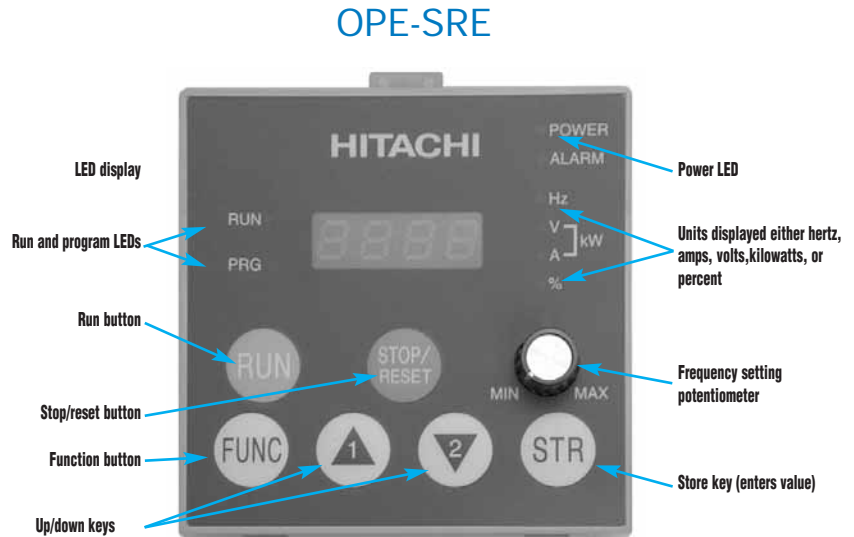 OPE-SRE
HITACHI
POWER
ALARM
Hz
V
A
kW
%
RUN
PRG
8888
RUN
STOP/
RESET
MIN
MAX
FUNC
1
2
STR
LED display
Run and program LEDs
Run button
Stop/reset button
Function button
Up/down keys
Power LED
Units displayed either hertz,
amps, volts,kilowatts, or
percent
Frequency setting
potentiometer
Store key (enters value)